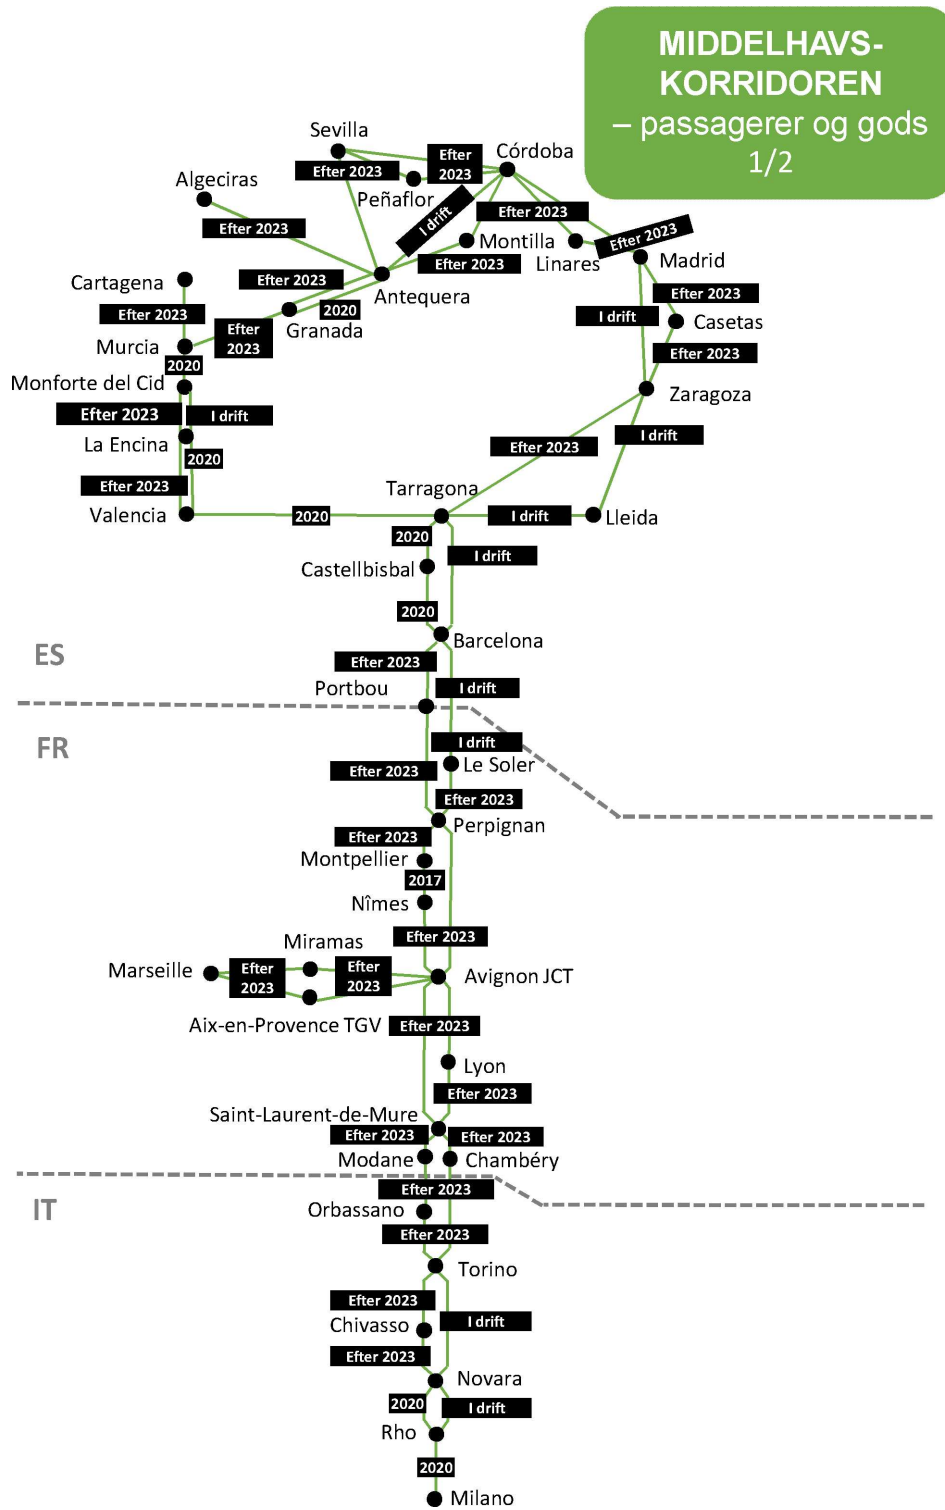 MIDDELHAVS-
KORRIDOREN
– passagerer og gods
1/2
Sevilla
Efter
2023
Córdoba
Efter 2023
Algeciras
Peñaflor
I drift
Efter 2023
Efter 2023
Montilla
Efter 2023
Linares
Madrid
Efter 2023
Cartagena
Efter 2023
Antequera
Efter 2023
2020
Efter 2023
Granada
I drift
Casetas
Murcia
Efter
2023
Efter 2023
2020
Monforte del Cid
Zaragoza
Efter 2023
I drift
I drift
La Encina
Efter 2023
2020
Efter 2023
Tarragona
Valencia
2020
I drift
Lleida
2020
I drift
Castellbisbal
2020
Barcelona
ES
Efter 2023
Portbou
I drift
FR
I drift
Le Soler
Efter 2023
Efter 2023
Perpignan
Efter 2023
Montpellier
2017
Nîmes
Efter 2023
Miramas
Marseille
Efter
2023
Efter
2023
Avignon JCT
Aix-en-Provence TGV
Efter 2023
Lyon
Efter 2023
Saint-Laurent-de-Mure
Efter 2023
Efter 2023
Modane
Chambéry
Efter 2023
IT
Orbassano
Efter 2023
Torino
Efter 2023
I drift
Chivasso
Efter 2023
Novara
2020
I drift
Rho
2020
Milano